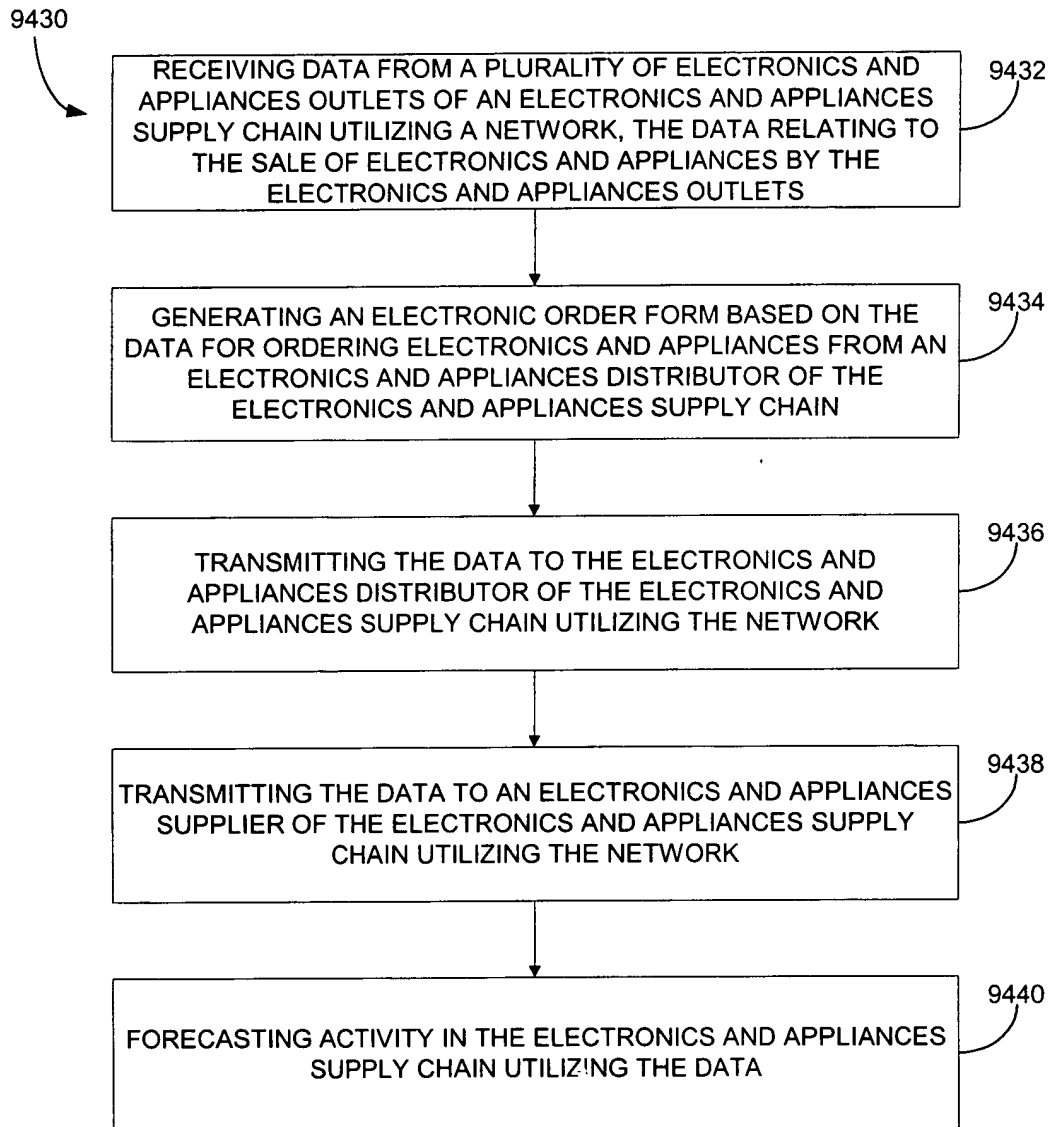 9430
RECEIVING DATA FROM A PLURALITY OF ELECTRONICS AND
APPLIANCES OUTLETS OF AN ELECTRONICS AND APPLIANCES
SUPPLY CHAIN UTILIZING A NETWORK, THE DATA RELATING TO
THE SALE OF ELECTRONICS AND APPLIANCES BY THE
ELECTRONICS AND APPLIANCES OUTLETS
9432
GENERATING AN ELECTRONIC ORDER FORM BASED ON THE
DATA FOR ORDERING ELECTRONICS AND APPLIANCES FROM AN
ELECTRONICS AND APPLIANCES DISTRIBUTOR OF THE
ELECTRONICS AND APPLIANCES SUPPLY CHAIN
9434
TRANSMITTING THE DATA TO THE ELECTRONICS AND
APPLIANCES DISTRIBUTOR OF THE ELECTRONICS AND
APPLIANCES SUPPLY CHAIN UTILIZING THE NETWORK
9436
TRANSMITTING THE DATA TO AN ELECTRONICS AND APPLIANCES
SUPPLIER OF THE ELECTRONICS AND APPLIANCES SUPPLY
CHAIN UTILIZING THE NETWORK
9438
FORECASTING ACTIVITY IN THE ELECTRONICS AND APPLIANCES
SUPPLY CHAIN UTILIZING THE DATA
9440